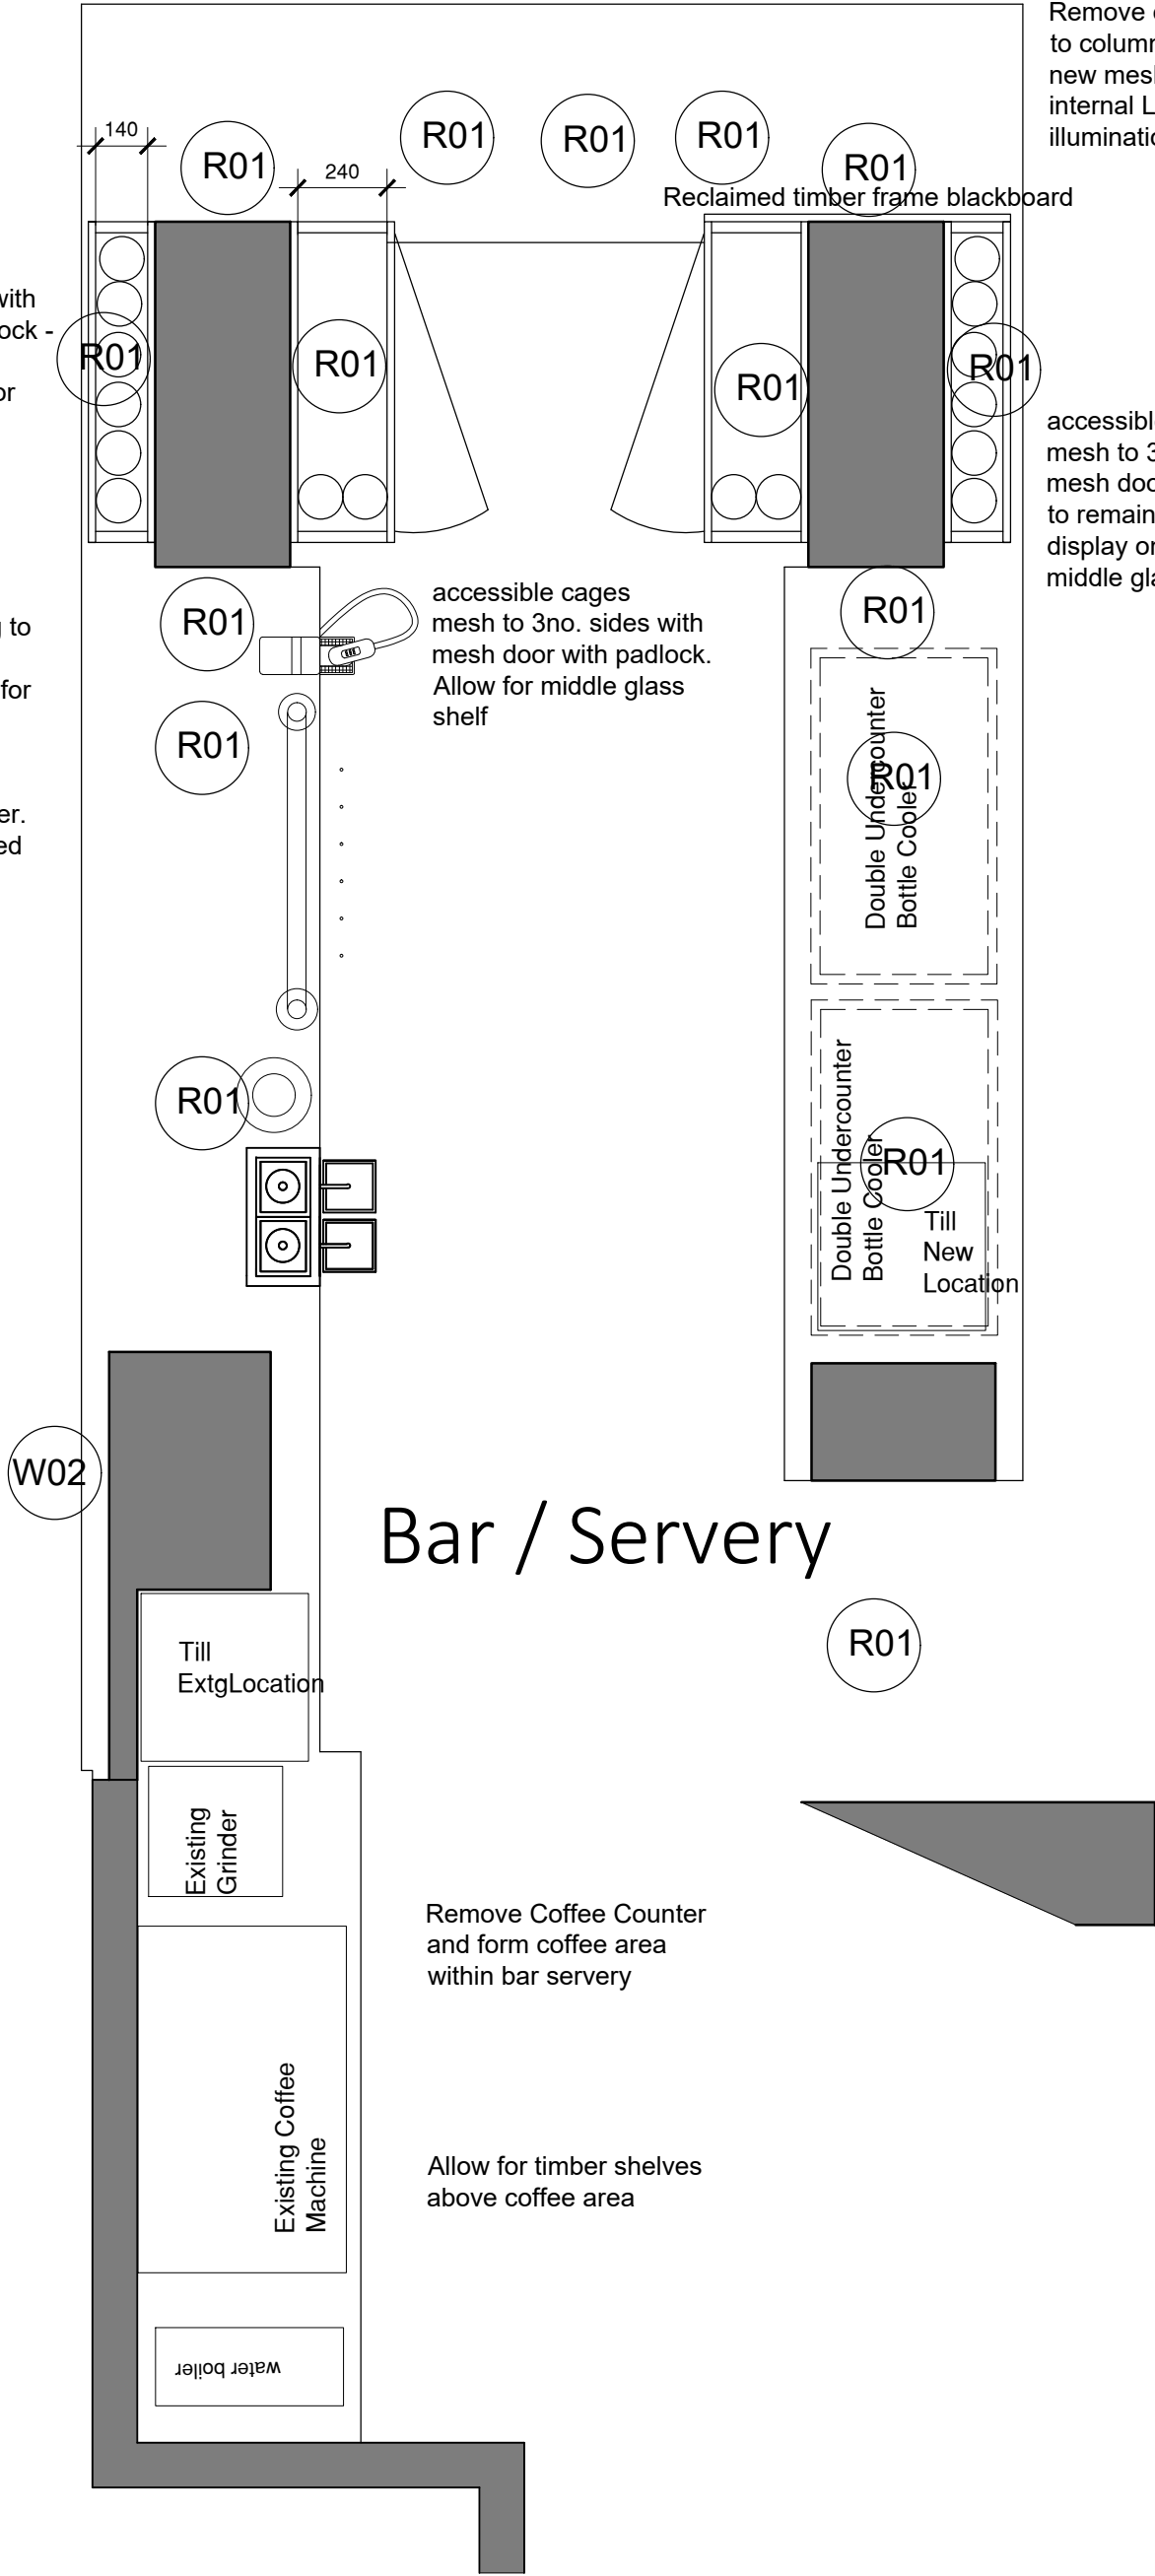 Remove
to column
new mesh
internal L
140
R01
R01
R01
R01
R01
240
Reclaimed timber frame blackboard
with
ock -
R01
R01
R01
R01
or
accessible
mesh to 3
mesh door
to remain
display or
middle gla
accessible cages
mesh to 3no. sides with
mesh door with padlock.
Allow for middle glass
shelf
R01
R01
to
for
R01
Double Undercounter
Bottle Cooler
R01
er.
ed
R01
Double Undercounter
Bottle Cooler
R01
Till
New
Location
W02
Bar / Servery
R01
Till
ExtgLocation
Existing
Grinder
Remove Coffee Counter
and form coffee area
within bar servery
Existing Coffee
Machine
Allow for timber shelves
above coffee area
water boiler